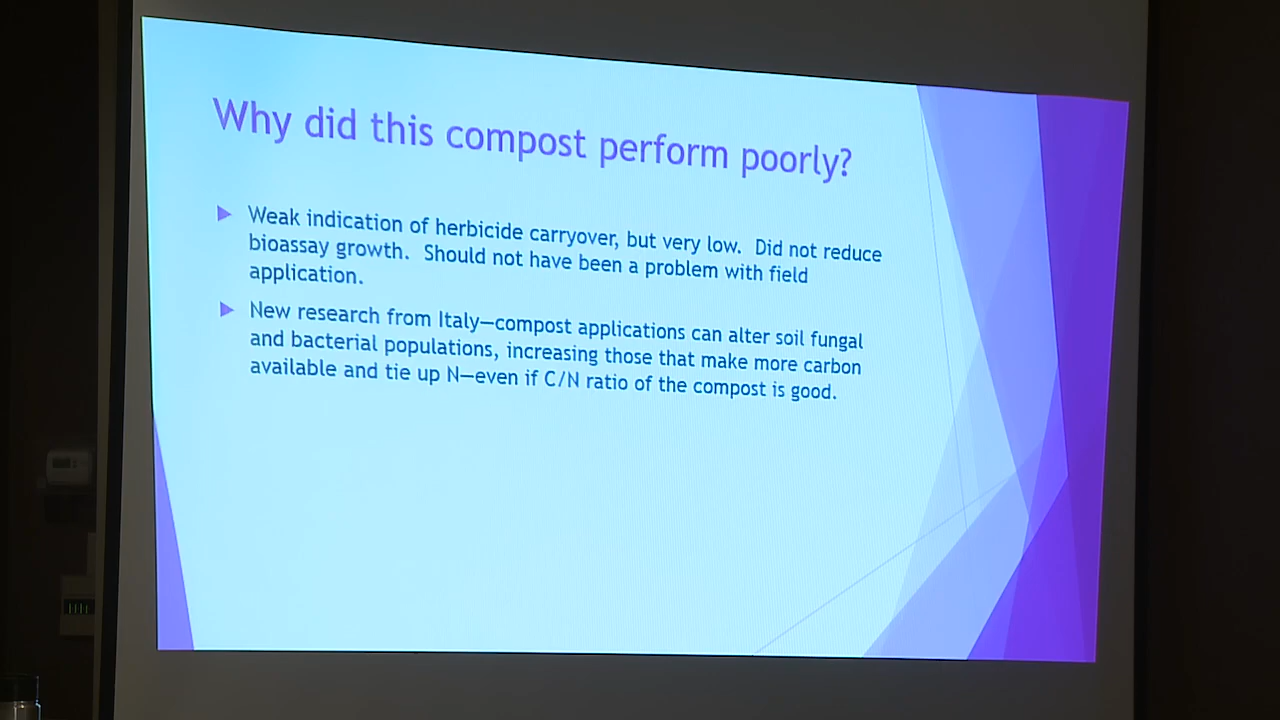 Why did this compost perform poorly?
Weak indication of herbicide carryover, but very low. Did not reduce
bioassay growth. Should not have been a problem with field
application.
New research from Italy—compost applications can alter soil fungal
and bacterial populations, increasing those that make more carbon
available and tie up N—even if C/N ratio of the compost is good.